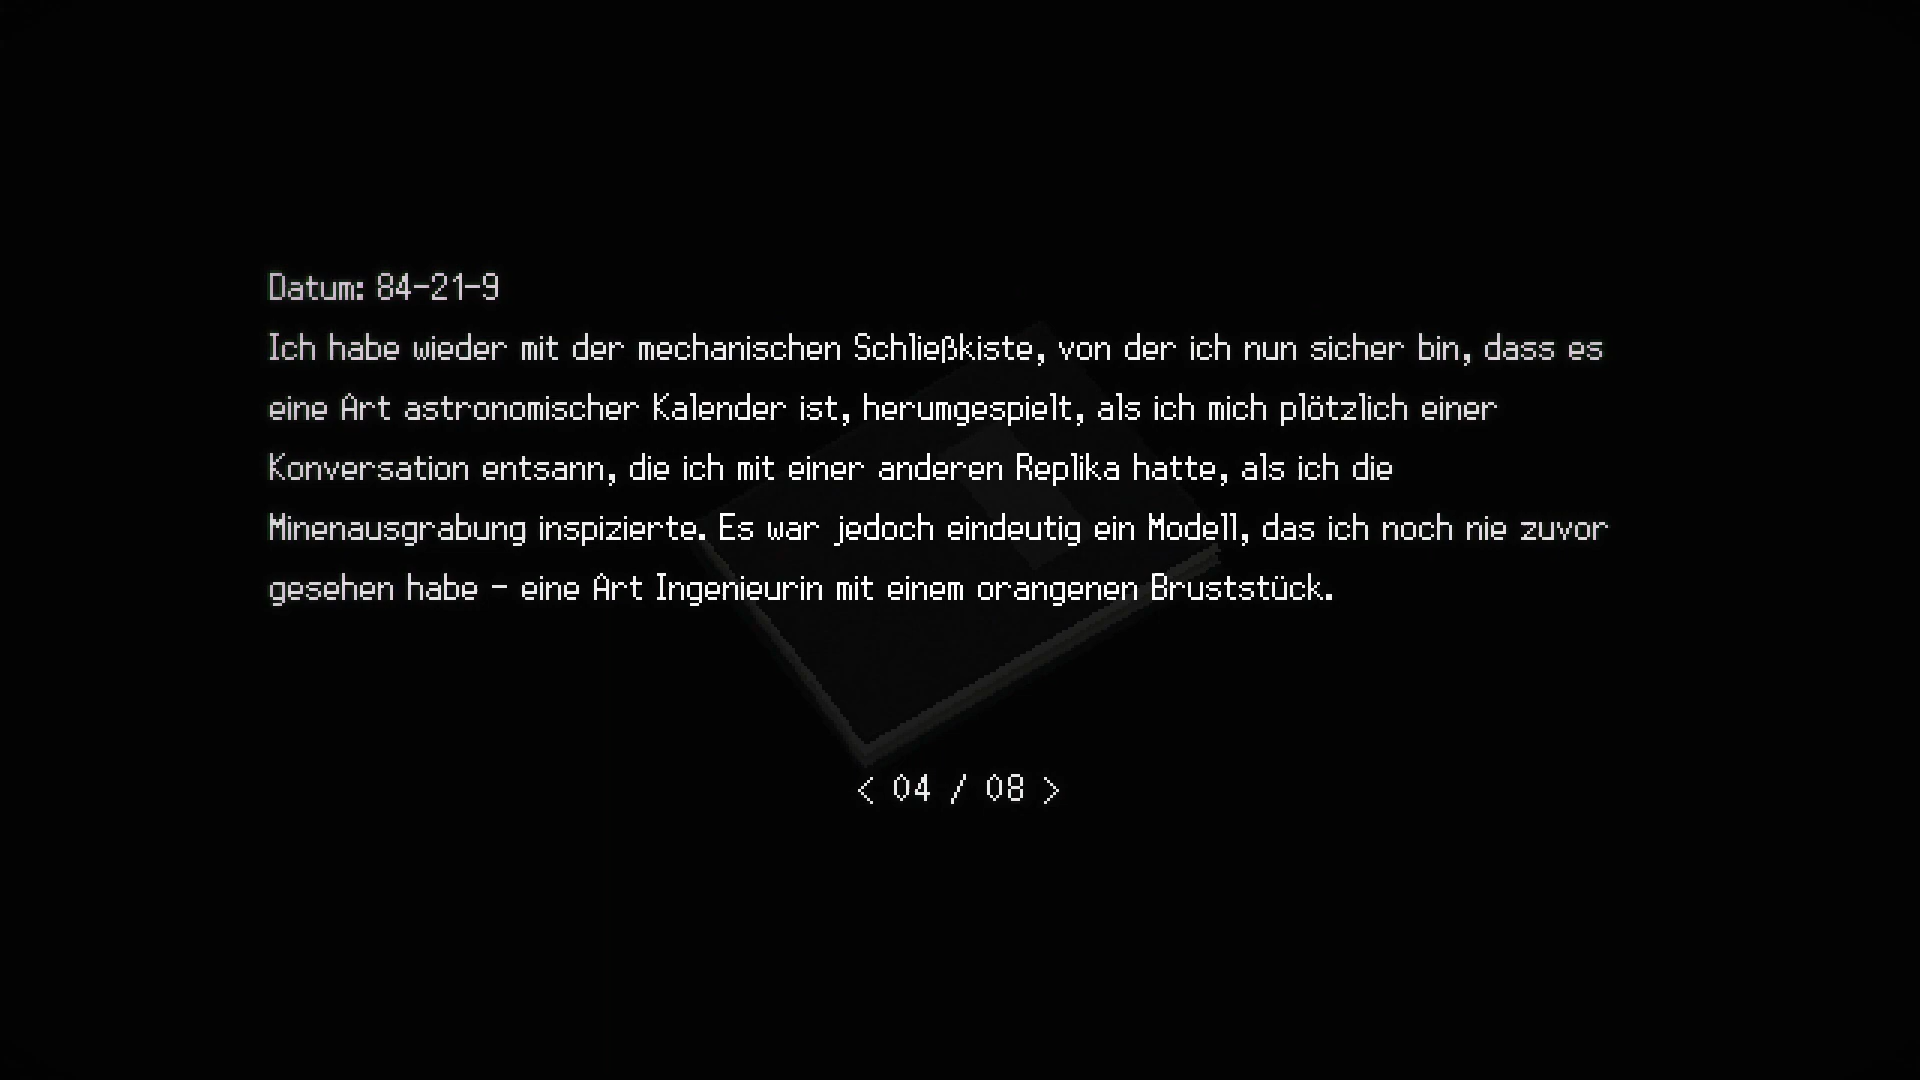 Datum: 84-21-9
Ich habe wieder mit der mechanischen Schließkiste, von der ich nun sicher bin, dass es
eine Art astronomischer Kalender ist, herumgespielt, als ich mich plötzlich einer
Konversation entsann, die ich mit einer anderen Replika hatte, als ich die
Minenausgrabung inspizierte. Es war jedoch eindeutig ein Modell, das ich noch nie zuvor
gesehen habe - eine Art Ingenieurin mit einem orangenen Bruststück.
< 04 / 08 >